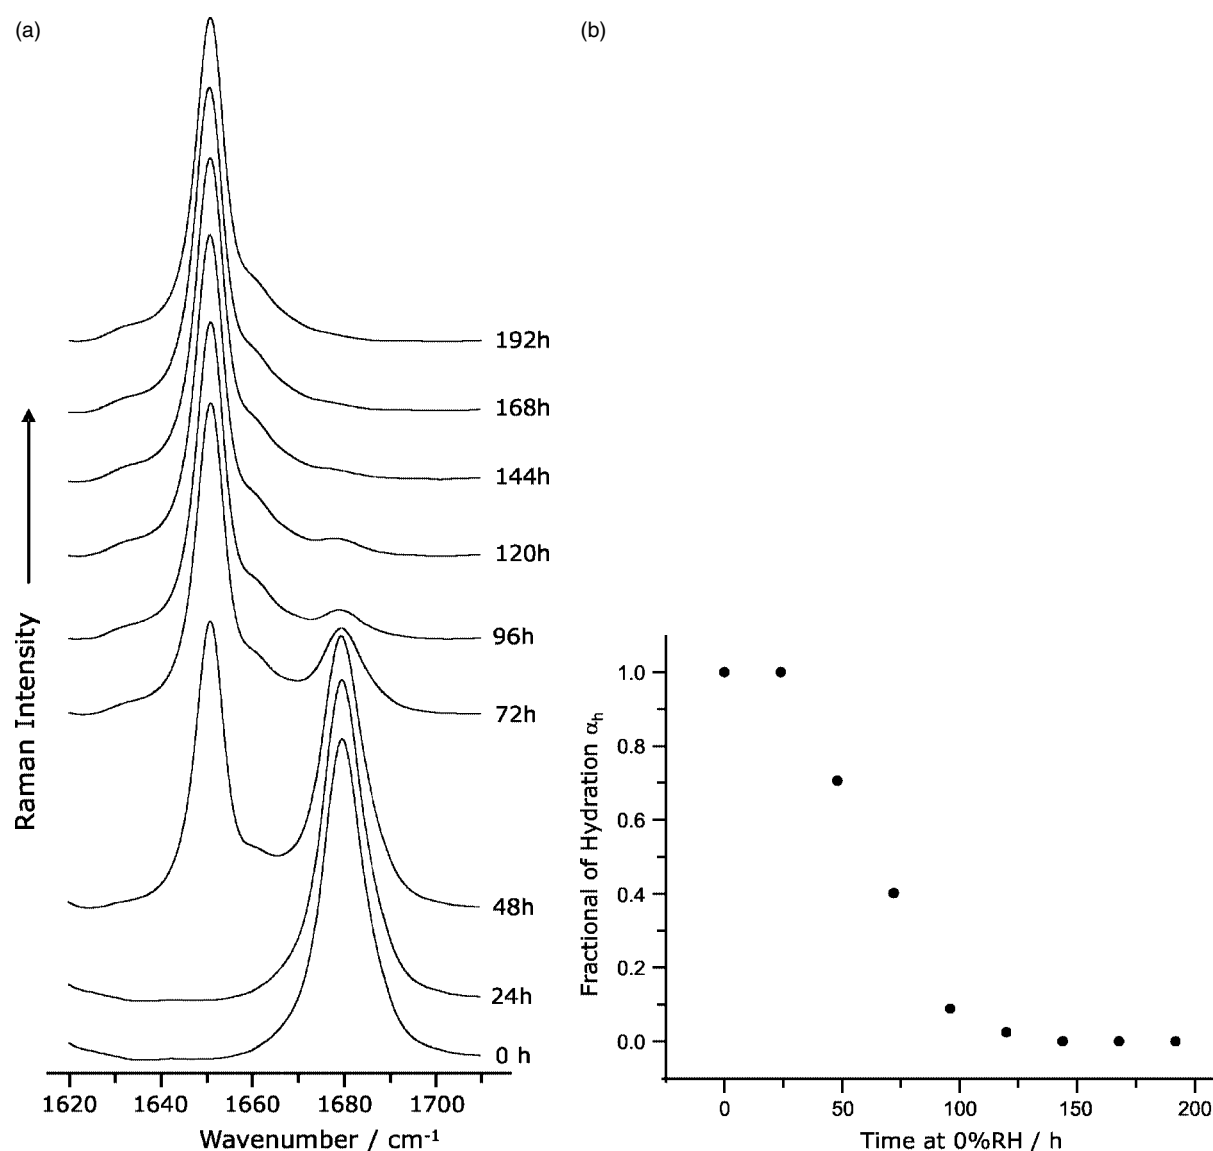 (a)
(b)
192h
168h
144h
120h
96h
72h
48h
24h
0 h
Raman Intensity
1620 1640 1660 1680 1700
Wavenumber / cm-1
1.0
0.8
0.6
0.4
0.2
0.0
Fractional of Hydration αh
0 50 100 150 200
Time at 0%RH / h